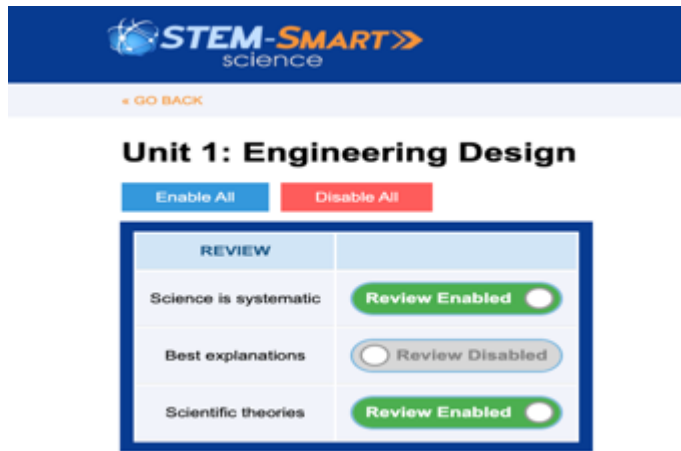 STEM-SMART»
science
« GO BACK
Unit 1: Engineering Design
Enable All Disable All
REVIEW
Science is systematic Review Enabled
Best explanations Review Disabled
Scientific theories Review Enabled